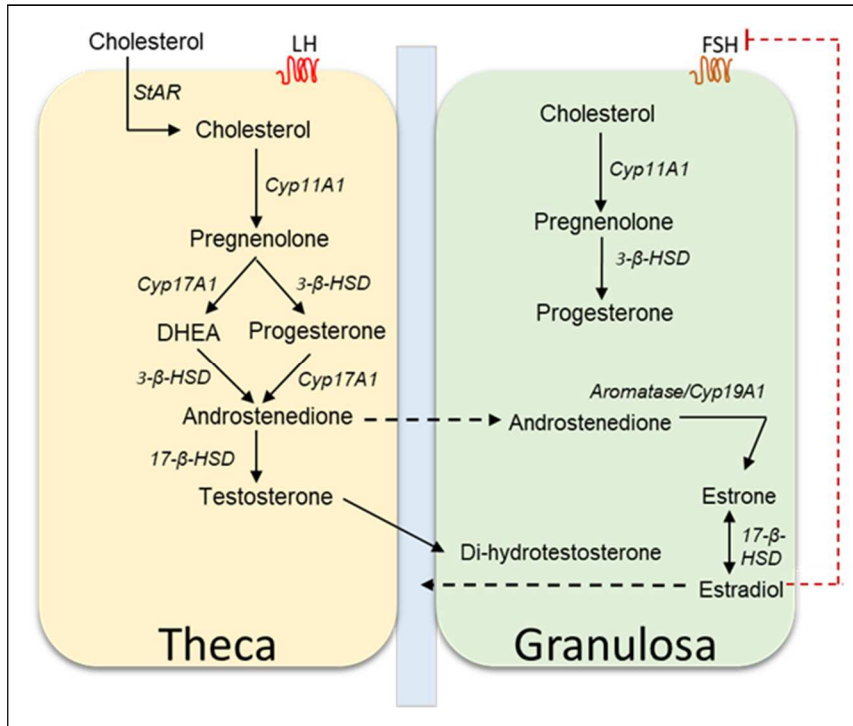 Cholesterol
LH
StAR
Cholesterol
Cyp11A1
Pregnenolone
Cyp17A1
3-β-HSD
DHEA
Progesterone
3-β-HSD
Cyp17A1
Androstenedione
17-β-HSD
Testosterone
Theca
FSH
Cholesterol
Cyp11A1
Pregnenolone
3-β-HSD
Progesterone
Aromatase/Cyp19A1
Androstenedione
Estrone
17-β-
HSD
Di-hydrotestosterone
Estradiol
Granulosa